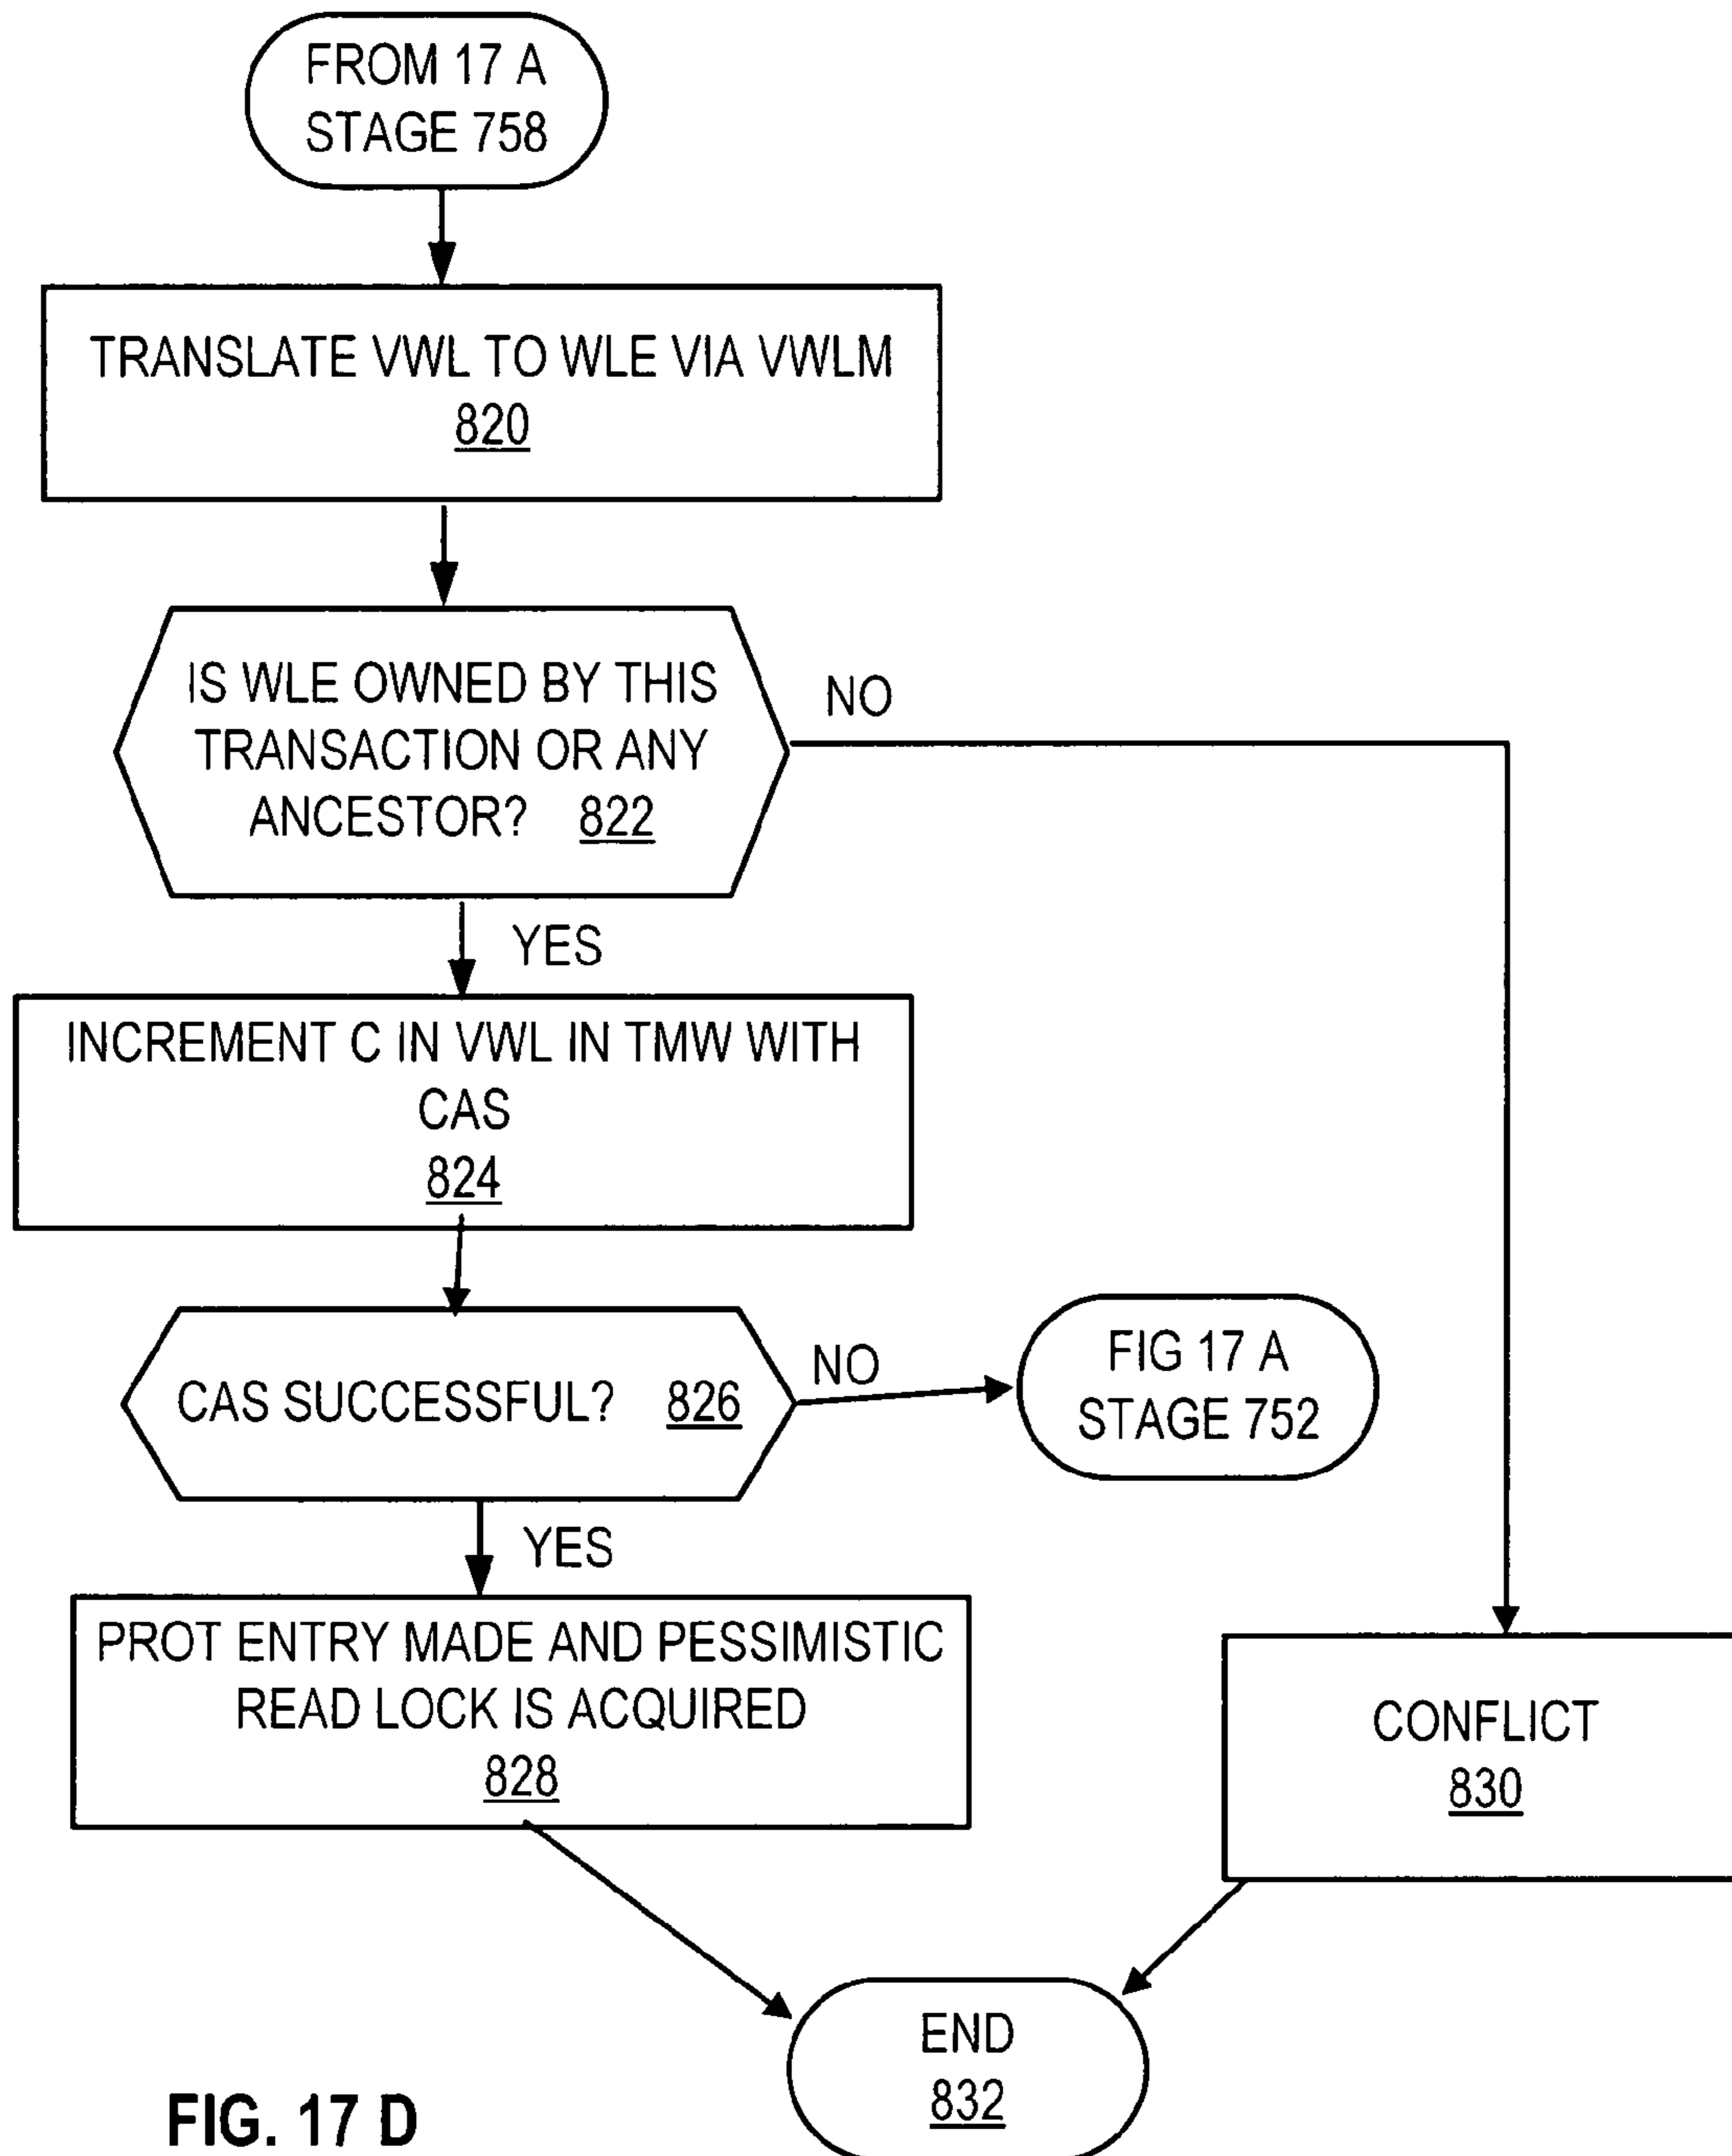 FROM 17 A
STAGE 758
TRANSLATE VWL TO WLE VIA VWLM
820
IS WLE OWNED BY THIS
TRANSACTION OR ANY
ANCESTOR? 822
NO
YES
INCREMENT C IN VWL IN TMW WITH
CAS
824
CAS SUCCESSFUL? 826
NO
FIG 17 A
STAGE 752
YES
PROT ENTRY MADE AND PESSIMISTIC
READ LOCK IS ACQUIRED
828
CONFLICT
830
END
832
FIG. 17 D